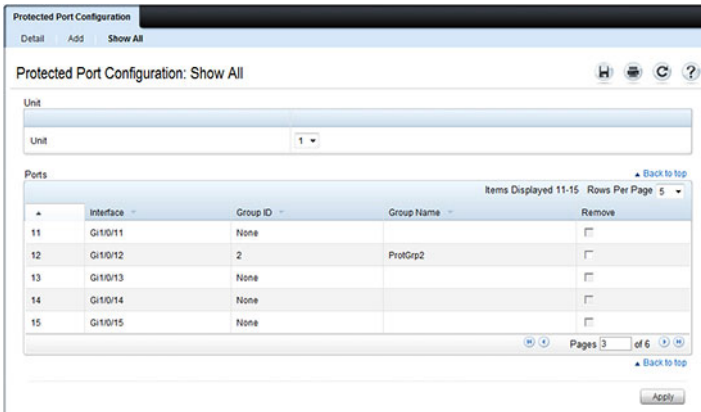 Protected Port Configuration
Detail Add Show All
Protected Port Configuration: Show All
Unit
Unit 1
Ports
Back to top
Items Displayed 11-15 Rows Per Page 5
Interface Group ID Group Name Remove
11 Gi1/0/11 None
12 Gi1/0/12 2 ProtGrp2
13 Gi1/0/13 None
14 Gi1/0/14 None
15 Gi1/0/15 None
Pages 3 of 6
Back to top
Apply